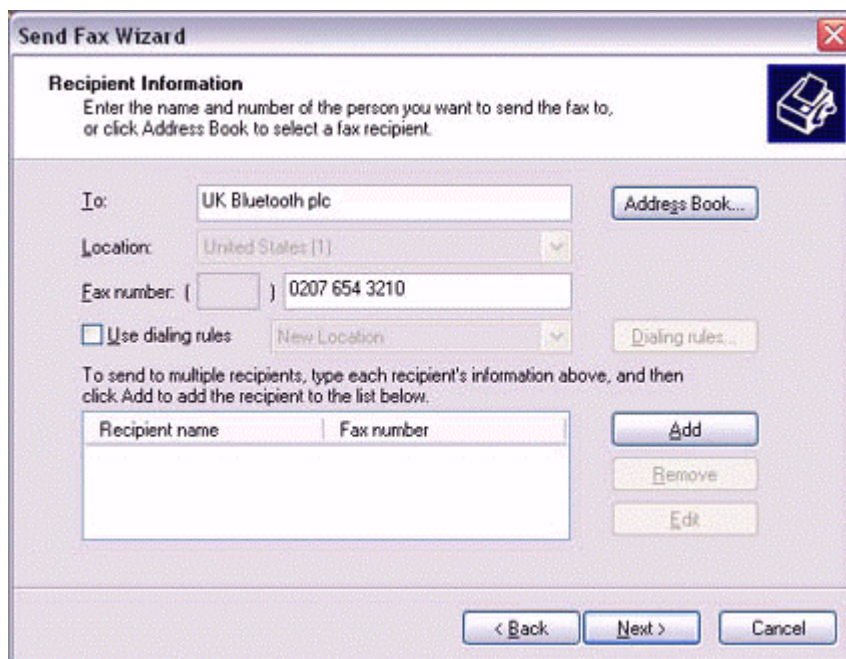 Send Fax Wizard
Recipient Information
Enter the name and number of the person you want to send the fax to,
or click Address Book to select a fax recipient.
To: UK Bluetooth plc Address Book...
Location: United States (1)
Fax number: ( ) 0207 654 3210
Use dialing rules New Location Dialing rules...
To send to multiple recipients, type each recipient's information above, and then
click Add to add the recipient to the list below.
Recipient name Fax number Add
Remove
Edit
< Back Next > Cancel